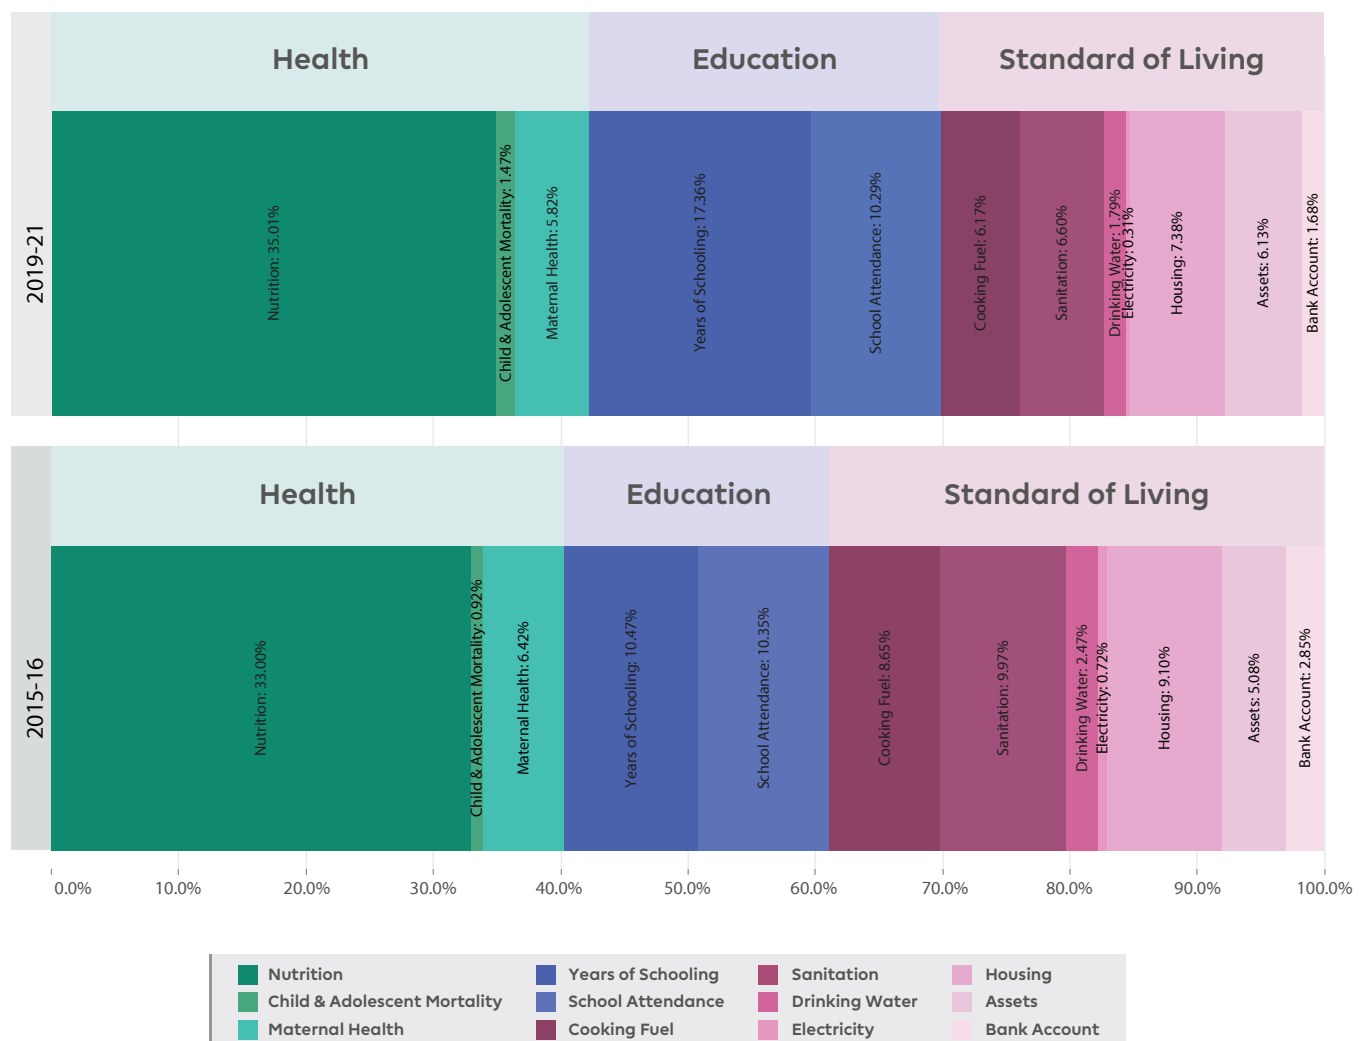 Health
Education
Standard of Living
2019-21
Nutrition: 35.01%
Child & Adolescent Mortality: 1.47%
Maternal Health: 5.82%
Years of Schooling: 17.36%
School Attendance: 10.29%
Cooking Fuel: 6.17%
Sanitation: 6.60%
Drinking Water: 1.79%
Electricity: 0.31%
Housing: 7.38%
Assets: 6.13%
Bank Account: 1.68%
Health
Education
Standard of Living
2015-16
Nutrition: 33.00%
Child & Adolescent Mortality: 0.92%
Maternal Health: 6.42%
Years of Schooling: 10.47%
School Attendance: 10.35%
Cooking Fuel: 8.65%
Sanitation: 9.97%
Drinking Water: 2.47%
Electricity: 0.72%
Housing: 9.10%
Assets: 5.08%
Bank Account: 2.85%
0.0%
10.0%
20.0%
30.0%
40.0%
50.0%
60.0%
70.0%
80.0%
90.0%
100.0%
Nutrition
Child & Adolescent Mortality
Maternal Health
Years of Schooling
School Attendance
Cooking Fuel
Sanitation
Drinking Water
Electricity
Housing
Assets
Bank Account